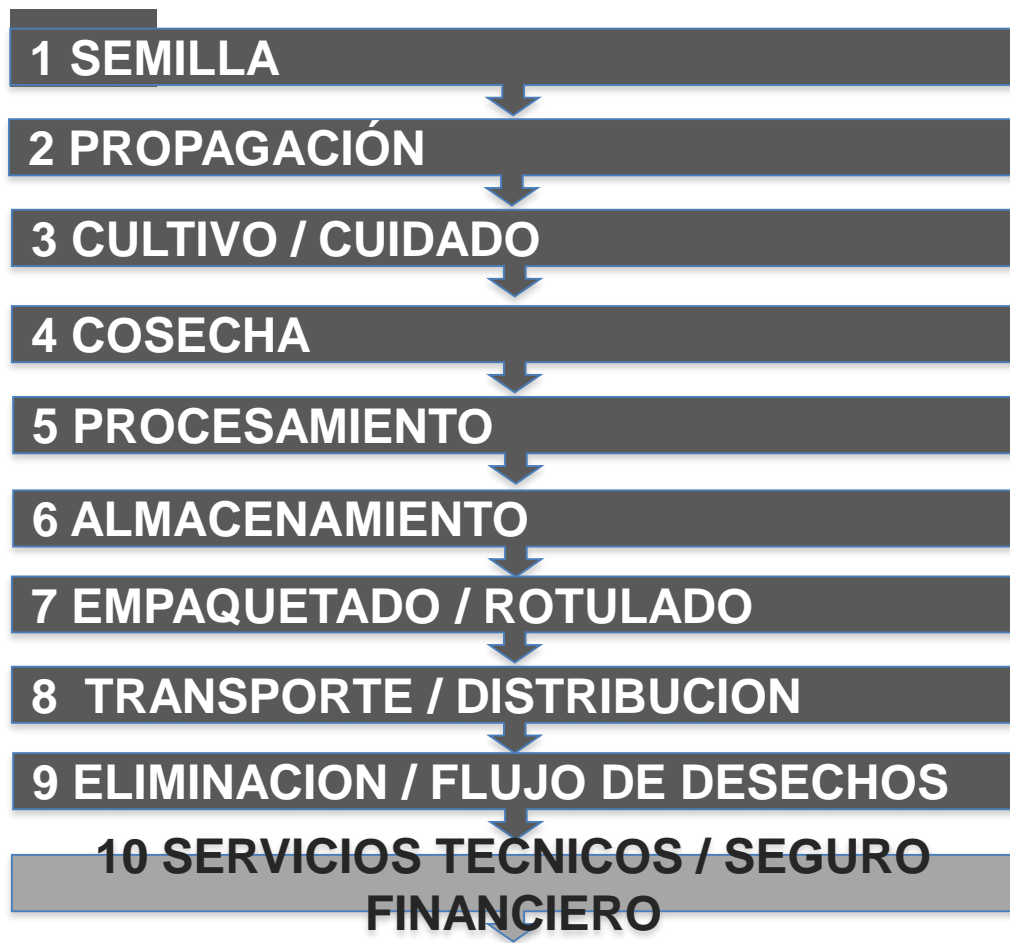 1 SEMILLA
2 PROPAGACIÓN
3 CULTIVO / CUIDADO
4 COSECHA
5 PROCESAMIENTO
6 ALMACENAMIENTO
7 EMPAQUETADO / ROTULADO
8 TRANSPORTE / DISTRIBUCION
9 ELIMINACION / FLUJO DE DESECHOS
10 SERVICIOS TECNICOS / SEGURO
FINANCIERO